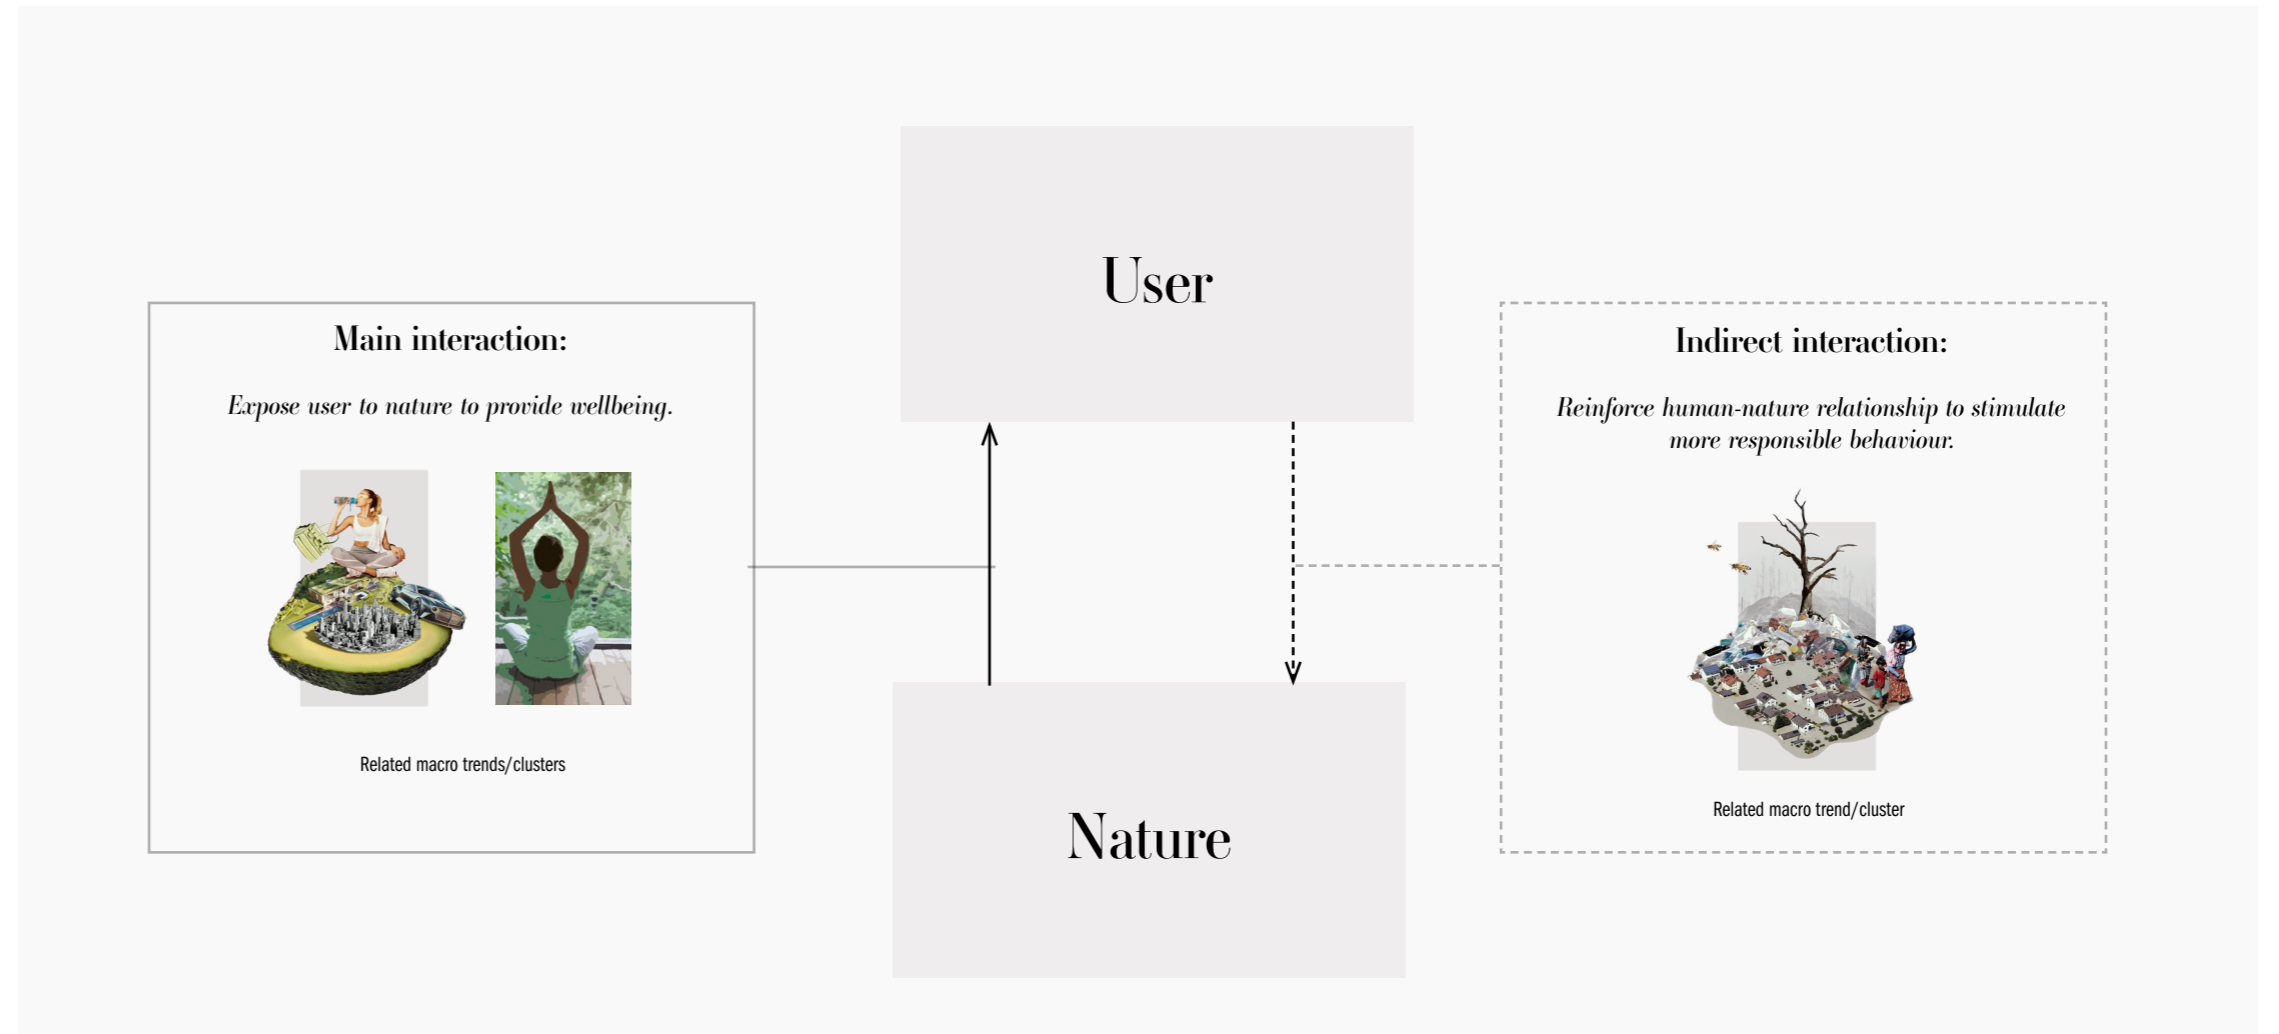 User
Main interaction:
Expose user to nature to provide wellbeing.
Related macro trends/clusters
Indirect interaction:
Reinforce human-nature relationship to stimulate
more responsible behaviour.
Related macro trend/cluster
Nature